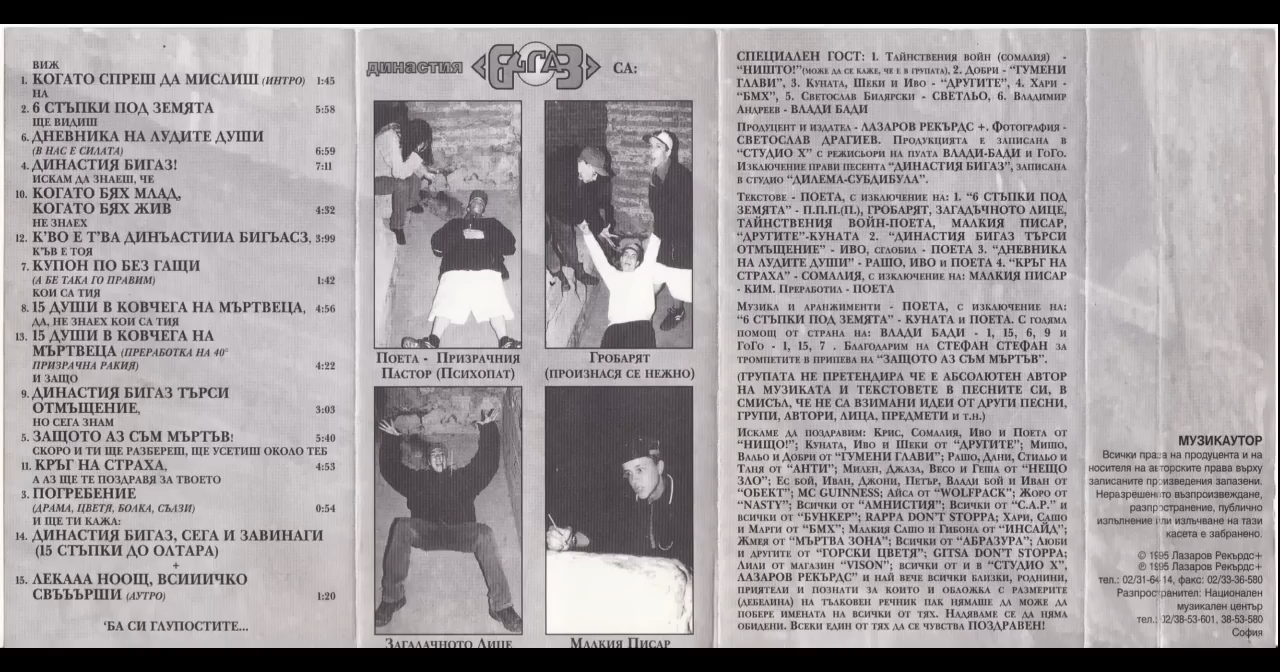 ВИЖ
1. КОГАТО СПРЕШ ДА МИСЛИШ (ИНТРО) 1:45
НА
2. 6 СТЪПКИ ПОД ЗЕМЯТА 5:58
ЩЕ ВИДИШ
6. ДНЕВНИКА НА ЛУДИТЕ ДУШИ
(В НАС Е СИЛАТА) 6:59
4. ДИНАСТИЯ БИГАЗ! 7:11
ИСКАМ ДА ЗНАЕШ, ЧЕ
10. КОГАТО БЯХ МЛАД,
КОГАТО БЯХ ЖИВ 4:32
НЕ ЗНАЕХ
12. К'ВО Е Т'ВА ДИНЪАСТИИА БИГЪАСЗ, 3:99
КЪВ Е ТОЯ
7. КУПОН ПО БЕЗ ГАЩИ
(А БЕ ТАКА ГО ПРАВИМ) 1:42
КОИ СА ТИЯ
8. 15 ДУШИ В КОВЧЕГА НА МЪРТВЕЦА, 4:56
ДА, НЕ ЗНАЕХ КОИ СА ТИЯ
13. 15 ДУШИ В КОВЧЕГА НА
МЪРТВЕЦА (ПРЕРАБОТКА НА 40°
ПРИЗРАЧНА РАКИЯ) 4:22
И ЗАЩО
9. ДИНАСТИЯ БИГАЗ ТЪРСИ
ОТМЪЩЕНИЕ, 3:03
НО СЕГА ЗНАМ
5. ЗАЩОТО АЗ СЪМ МЪРТЪВ! 5:40
СКОРО И ТИ ЩЕ РАЗБЕРЕШ, ЩЕ УСЕТИШ ОКОЛО ТЕБ
11. КРЪГ НА СТРАХА, 4:53
А АЗ ЩЕ ТЕ ПОЗДРАВЯ ЗА ТВОЕТО
3. ПОГРЕБЕНИЕ
(ДРАМА, ЦВЕТЯ, БОЛКА, СЪЛЗИ) 0:54
И ЩЕ ТИ КАЖА:
14. ДИНАСТИЯ БИГАЗ, СЕГА И ЗАВИНАГИ
(15 СТЪПКИ ДО ОЛТАРА)
+
15. ЛЕКААА НООЩ, ВСИИИЧКО
СВЪЪЪРШИ (АУТРО) 1:20
'БА СИ ГЛУПОСТИТЕ...
ДИНАСТИЯ БИГАЗ СА:
ПОЕТА - ПРИЗРАЧНИЯ
ПАСТОР (ПСИХОПАТ)
ГРОБАРЯТ
(ПРОИЗНАСЯ СЕ НЕЖНО)
ЗАГАДЪЧНОТО ЛИЦЕ
МАЛКИЯ ПИСАР
СПЕЦИАЛЕН ГОСТ: 1. ТАЙНСТВЕНИЯ ВОЙН (СОМАЛИЯ) -
"НИШТО!"(МОЖЕ ДА СЕ КАЖЕ, ЧЕ Е В ГРУПАТА), 2. ДОБРИ - "ГУМЕНИ
ГЛАВИ", 3. КУНАТА, ШЕКИ И ИВО - "ДРУГИТЕ", 4. ХАРИ -
"БМХ", 5. СВЕТОСЛАВ БИЛЯРСКИ - СВЕТЛЬО, 6. ВЛАДИМИР
АНДРЕЕВ - ВЛАДИ БАДИ
ПРОДУЦЕНТ И ИЗДАТЕЛ - ЛАЗАРОВ РЕКЪРДС +. ФОТОГРАФИЯ -
СВЕТОСЛАВ ДРАГИЕВ. ПРОДУКЦИЯТА Е ЗАПИСАНА В
"СТУДИО Х" С РЕЖИСЬОРИ НА ПУЛТА ВЛАДИ-БАДИ И ГОГО.
ИЗКЛЮЧЕНИЕ ПРАВИ ПЕСЕНТА "ДИНАСТИЯ БИГАЗ", ЗАПИСАНА
В СТУДИО "ДИЛЕМА-СУБДИБУЛА".
ТЕКСТОВЕ - ПОЕТА, С ИЗКЛЮЧЕНИЕ НА: 1. "6 СТЪПКИ ПОД
ЗЕМЯТА" - П.П.П.(П.), ГРОБАРЯТ, ЗАГАДЪЧНОТО ЛИЦЕ,
ТАЙНСТВЕНИЯ ВОЙН-ПОЕТА, МАЛКИЯ ПИСАР,
"ДРУГИТЕ"-КУНАТА 2. "ДИНАСТИЯ БИГАЗ ТЪРСИ
ОТМЪЩЕНИЕ" - ИВО, СГЛОБИЛ - ПОЕТА 3. "ДНЕВНИКА
НА ЛУДИТЕ ДУШИ" - РАШО, ИВО И ПОЕТА 4. "КРЪГ НА
СТРАХА" - СОМАЛИЯ, С ИЗКЛЮЧЕНИЕ НА: МАЛКИЯ ПИСАР
- КИМ. ПРЕРАБОТИЛ - ПОЕТА
МУЗИКА И АРАНЖИМЕНТИ - ПОЕТА, С ИЗКЛЮЧЕНИЕ НА:
"6 СТЪПКИ ПОД ЗЕМЯТА" - КУНАТА И ПОЕТА. С ГОЛЯМА
ПОМОЩ ОТ СТРАНА НА: ВЛАДИ БАДИ - 1, 15, 6, 9 И
ГОГО - 1, 15, 7 . БЛАГОДАРИМ НА СТЕФАН СТЕФАН ЗА
ТРОМПЕТИТЕ В ПРИПЕВА НА "ЗАЩОТО АЗ СЪМ МЪРТЪВ".
(ГРУПАТА НЕ ПРЕТЕНДИРА ЧЕ Е АБСОЛЮТЕН АВТОР
НА МУЗИКАТА И ТЕКСТОВЕТЕ В ПЕСНИТЕ СИ, В
СМИСЪЛ, ЧЕ НЕ СА ВЗИМАНИ ИДЕИ ОТ ДРУГИ ПЕСНИ,
ГРУПИ, АВТОРИ, ЛИЦА, ПРЕДМЕТИ И Т.Н.)
ИСКАМЕ ДА ПОЗДРАВИМ: КРИС, СОМАЛИЯ, ИВО И ПОЕТА ОТ
"НИЩО!"; КУНАТА, ИВО И ШЕКИ ОТ "ДРУГИТЕ"; МИШО,
ВАЛЬО И ДОБРИ ОТ "ГУМЕНИ ГЛАВИ"; РАШО, ДАНИ, СТИЛЬО И
ТАНЯ ОТ "АНТИ"; МИЛЕН, ДЖАЗА, ВЕСО И ГЕША ОТ "НЕЩО
ЗЛО"; ЕС БОЙ, ИВАН, ДЖОНИ, ПЕТЪР, ВЛАДИ БОЙ И ИВАН ОТ
"ОБЕКТ"; MC GUINNESS; АЙСА ОТ "WOLFPACK"; ЖОРО ОТ
"NASTY"; ВСИЧКИ ОТ "АМНИСТИЯ"; ВСИЧКИ ОТ "С.А.Р." И
ВСИЧКИ ОТ "БУНКЕР"; RAPPA DON'T STOPPA; ХАРИ, САШО
И МАРТИ ОТ "БМХ"; МАЛКИЯ САШО И ГИБОНА ОТ "ИНСАЙД";
ЖМЕЯ ОТ "МЪРТВА ЗОНА"; ВСИЧКИ ОТ "АБРАЗУРА"; ЛЮБИ
И ДРУГИТЕ ОТ "ГОРСКИ ЦВЕТЯ"; GITSA DON'T STOPPA;
ЛИЛИ ОТ МАГАЗИН "VISON"; ВСИЧКИ ОТ И В "СТУДИО Х",
ЛАЗАРОВ РЕКЪРДС" И НАЙ ВЕЧЕ ВСИЧКИ БЛИЗКИ, РОДНИНИ,
ПРИЯТЕЛИ И ПОЗНАТИ ЗА КОИТО И ОБЛОЖКА С РАЗМЕРИТЕ
(ДЕБЕЛИНА) НА ТЪЛКОВЕН РЕЧНИК ПАК НЯМАШЕ ДА МОЖЕ ДА
ПОБЕРЕ ИМЕНАТА НА ВСИЧКИ ОТ ТЯХ. НАДЯВАМЕ СЕ ДА НЯМА
ОБИДЕНИ. ВСЕКИ ЕДИН ОТ ТЯХ ДА СЕ ЧУВСТВА ПОЗДРАВЕН!
МУЗИКАУТОР
Всички права на продуцента и на
носителя на авторските права върху
записаните произведения запазени.
Неразрешеното възпроизвеждане,
разпространение, публично
изпълнение или излъчване на тази
касета е забранено.
© 1995 Лазаров Рекърдс+
℗ 1995 Лазаров Рекърдс+
тел.: 02/31-64-14, факс: 02/33-36-580
Разпространител: Национален
музикален център
тел.: 02/38-53-601, 38-53-580
София